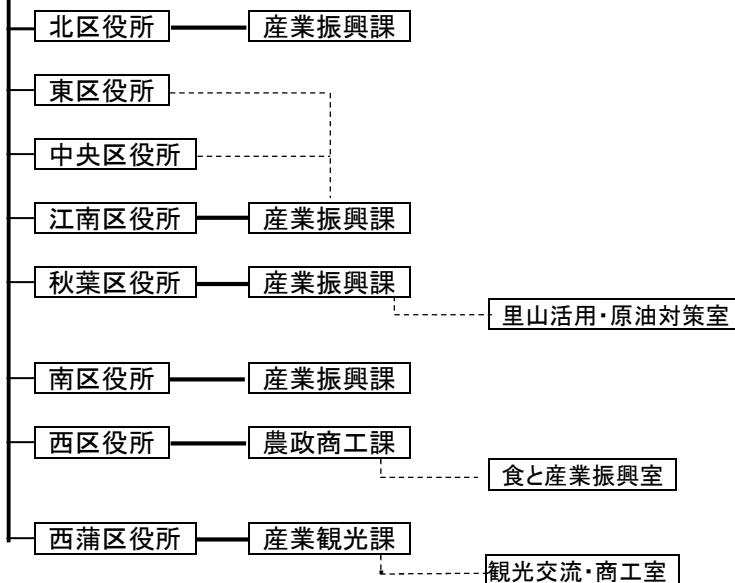 北区役所 産業振興課
東区役所
中央区役所
江南区役所 産業振興課
秋葉区役所 産業振興課
里山活用・原油対策室
南区役所 産業振興課
西区役所 農政商工課
食と産業振興室
西蒲区役所 産業観光課
観光交流・商工室